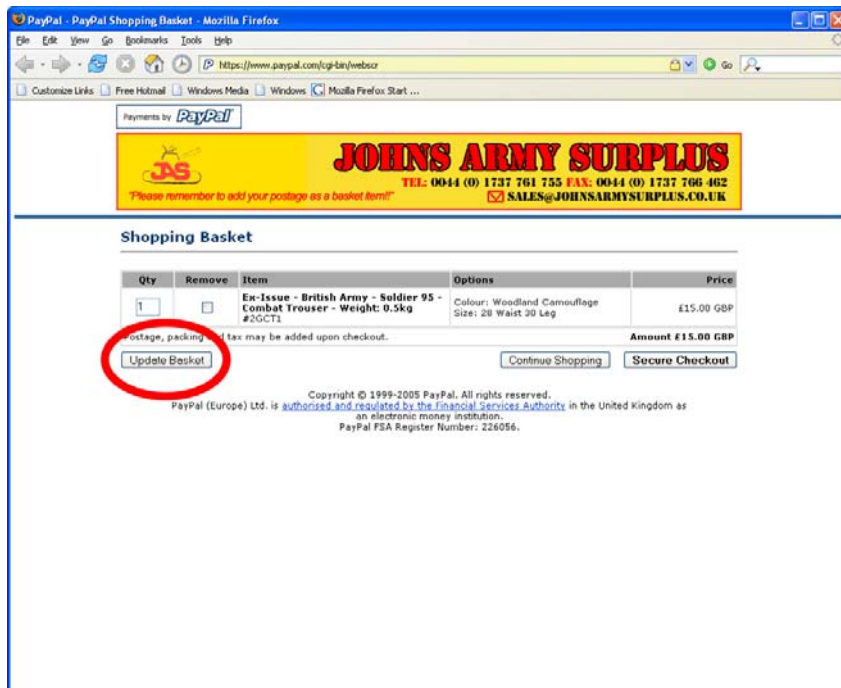 PayPal - PayPal Shopping Basket - Mozilla Firefox
File Edit View Go Bookmarks Tools Help
https://www.paypal.com/cgi-bin/webscr Go
Customize Links Free Hotmail Windows Media Windows Mozilla Firefox Start ...
Payments by PayPal
JAS
JOHNS ARMY SURPLUS
TEL: 0044 (0) 1737 761 755 FAX: 0044 (0) 1737 766 462
"Please remember to add your postage as a basket item!!"
SALES@JOHNSARMYSURPLUS.CO.UK
Shopping Basket
Qty Remove Item Options Price
1 Ex-Issue - British Army - Soldier 95 - Combat Trouser - Weight: 0.5kg
#2GCT1
Colour: Woodland Camouflage
Size: 28 Waist 30 Leg
£15.00 GBP
Postage, packing and tax may be added upon checkout. Amount £15.00 GBP
Update Basket Continue Shopping Secure Checkout
Copyright © 1999-2005 PayPal. All rights reserved.
PayPal (Europe) Ltd. is authorised and regulated by the Financial Services Authority in the United Kingdom as
an electronic money institution.
PayPal FSA Register Number: 226056.